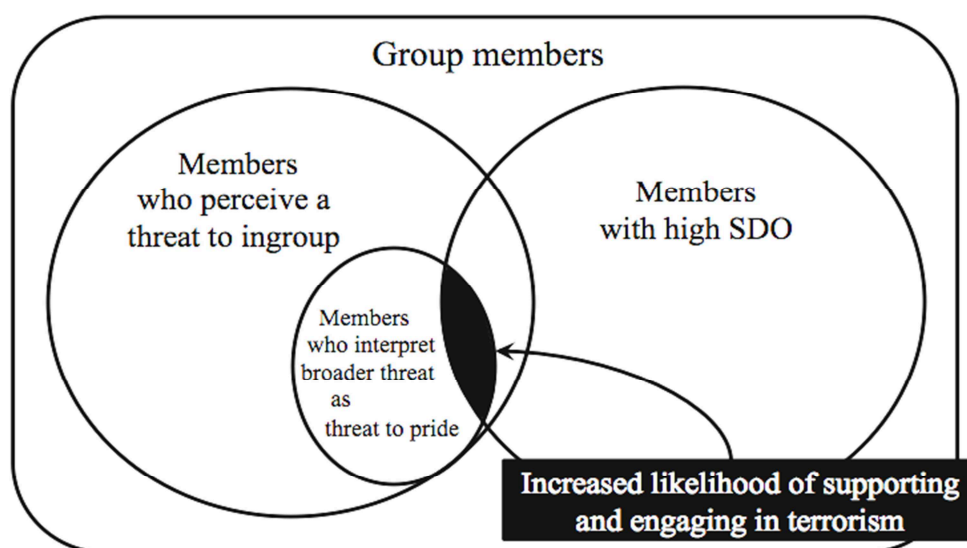 Group members
Members
who perceive a
threat to ingroup
Members
with high SDO
Members
who interpret
broader threat
as
threat to pride
Increased likelihood of supporting
and engaging in terrorism